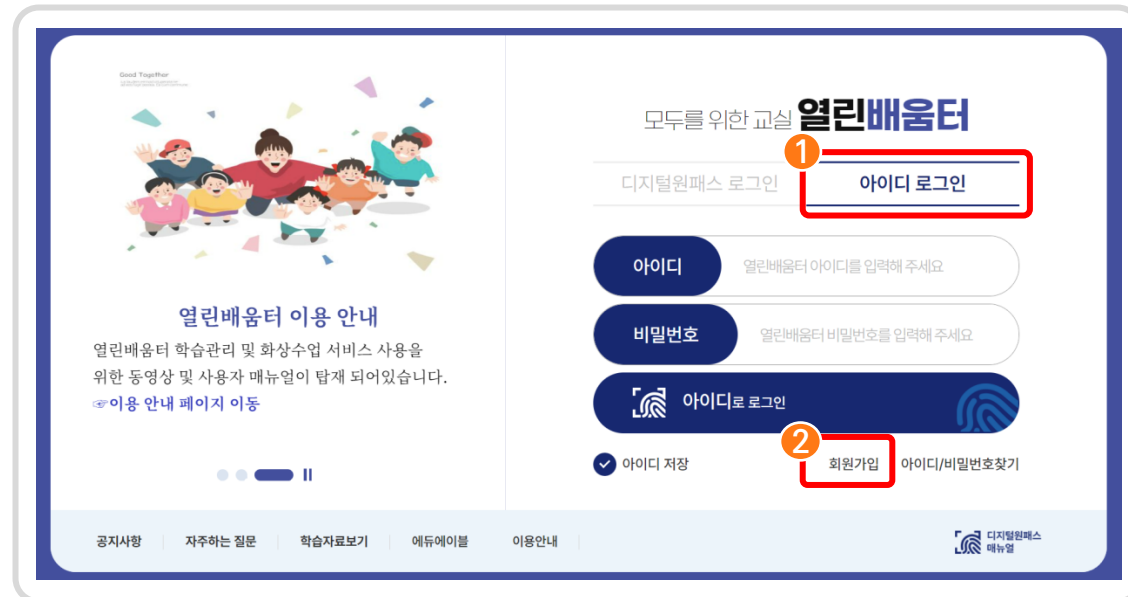 Good Together
모두를 위한 교실 열린배움터
1
디지털원패스 로그인
아이디 로그인
아이디
열린배움터 아이디를 입력해 주세요
비밀번호
열린배움터 비밀번호를 입력해 주세요
아이디로 로그인
2
아이디 저장
회원가입
아이디/비밀번호찾기
열린배움터 이용 안내
열린배움터 학습관리 및 화상수업 서비스 사용을
위한 동영상 및 사용자 매뉴얼이 탑재 되어있습니다.
☞이용 안내 페이지 이동
공지사항
자주하는 질문
학습자료보기
에듀에이블
이용안내
디지털원패스
매뉴얼